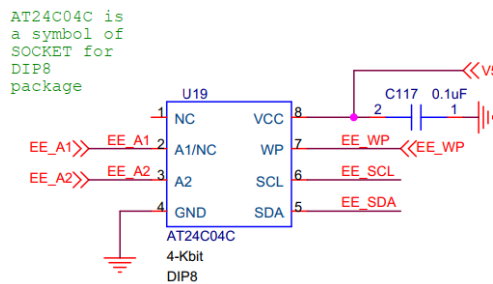 AT24C04C is
a symbol of
SOCKET for
DIP8
package
U19
C117 0.1uF
2 1
1 NC VCC 8
EE_A1 EE_A1 2 A1/NC WP 7 EE_WP EE_WP
EE_A2 EE_A2 3 A2 SCL 6 EE_SCL
4 GND SDA 5 EE_SDA
AT24C04C
4-Kbit
DIP8